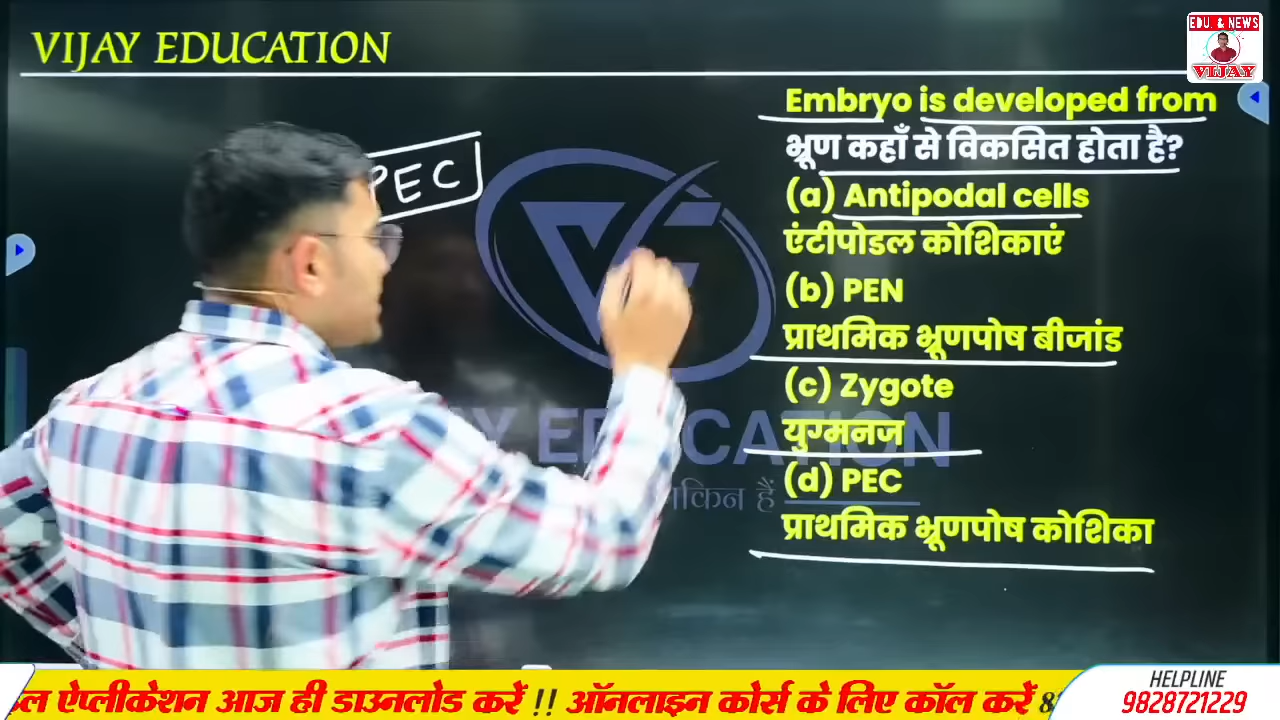 VIJAY EDUCATION
EDU. & NEWS
VIJAY
Embryo is developed from
भ्रूण कहाँ से विकसित होता है?
(a) Antipodal cells
एंटीपोडल कोशिकाएं
(b) PEN
प्राथमिक भ्रूणपोष बीजांड
(c) Zygote
युग्मनज
(d) PEC
प्राथमिक भ्रूणपोष कोशिका
PEC
EDUCATION
हैं
ऐप्लीकेशन आज ही डाउनलोड करें !! ऑनलाइन कोर्स के लिए कॉल करें
HELPLINE
9828721229